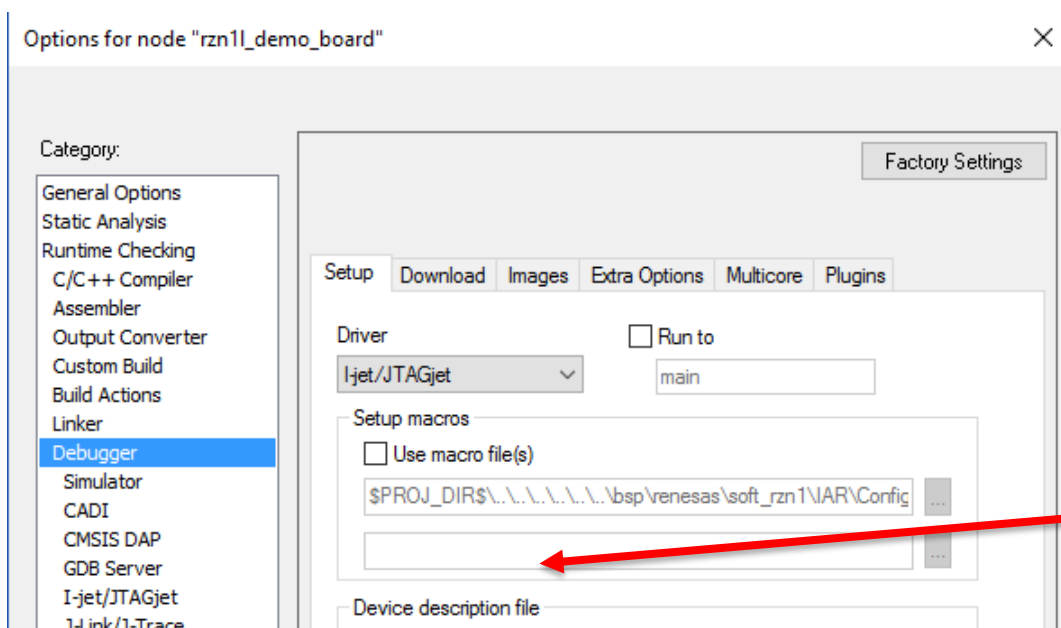 Options for node "rzn1l_demo_board"
Category:
Factory Settings
General Options
Static Analysis
Runtime Checking
C/C++ Compiler
Assembler
Output Converter
Custom Build
Build Actions
Linker
Debugger
Simulator
CADI
CMSIS DAP
GDB Server
I-jet/JTAGjet
J-Link/J-Trace
Setup Download Images Extra Options Multicore Plugins
Driver
Run to
I-jet/JTAGjet
main
Setup macros
Use macro file(s)
$PROJ_DIR$\..\..\..\..\..\..\bsp\renesas\soft_rzn1\IAR\Config
...
...
Device description file